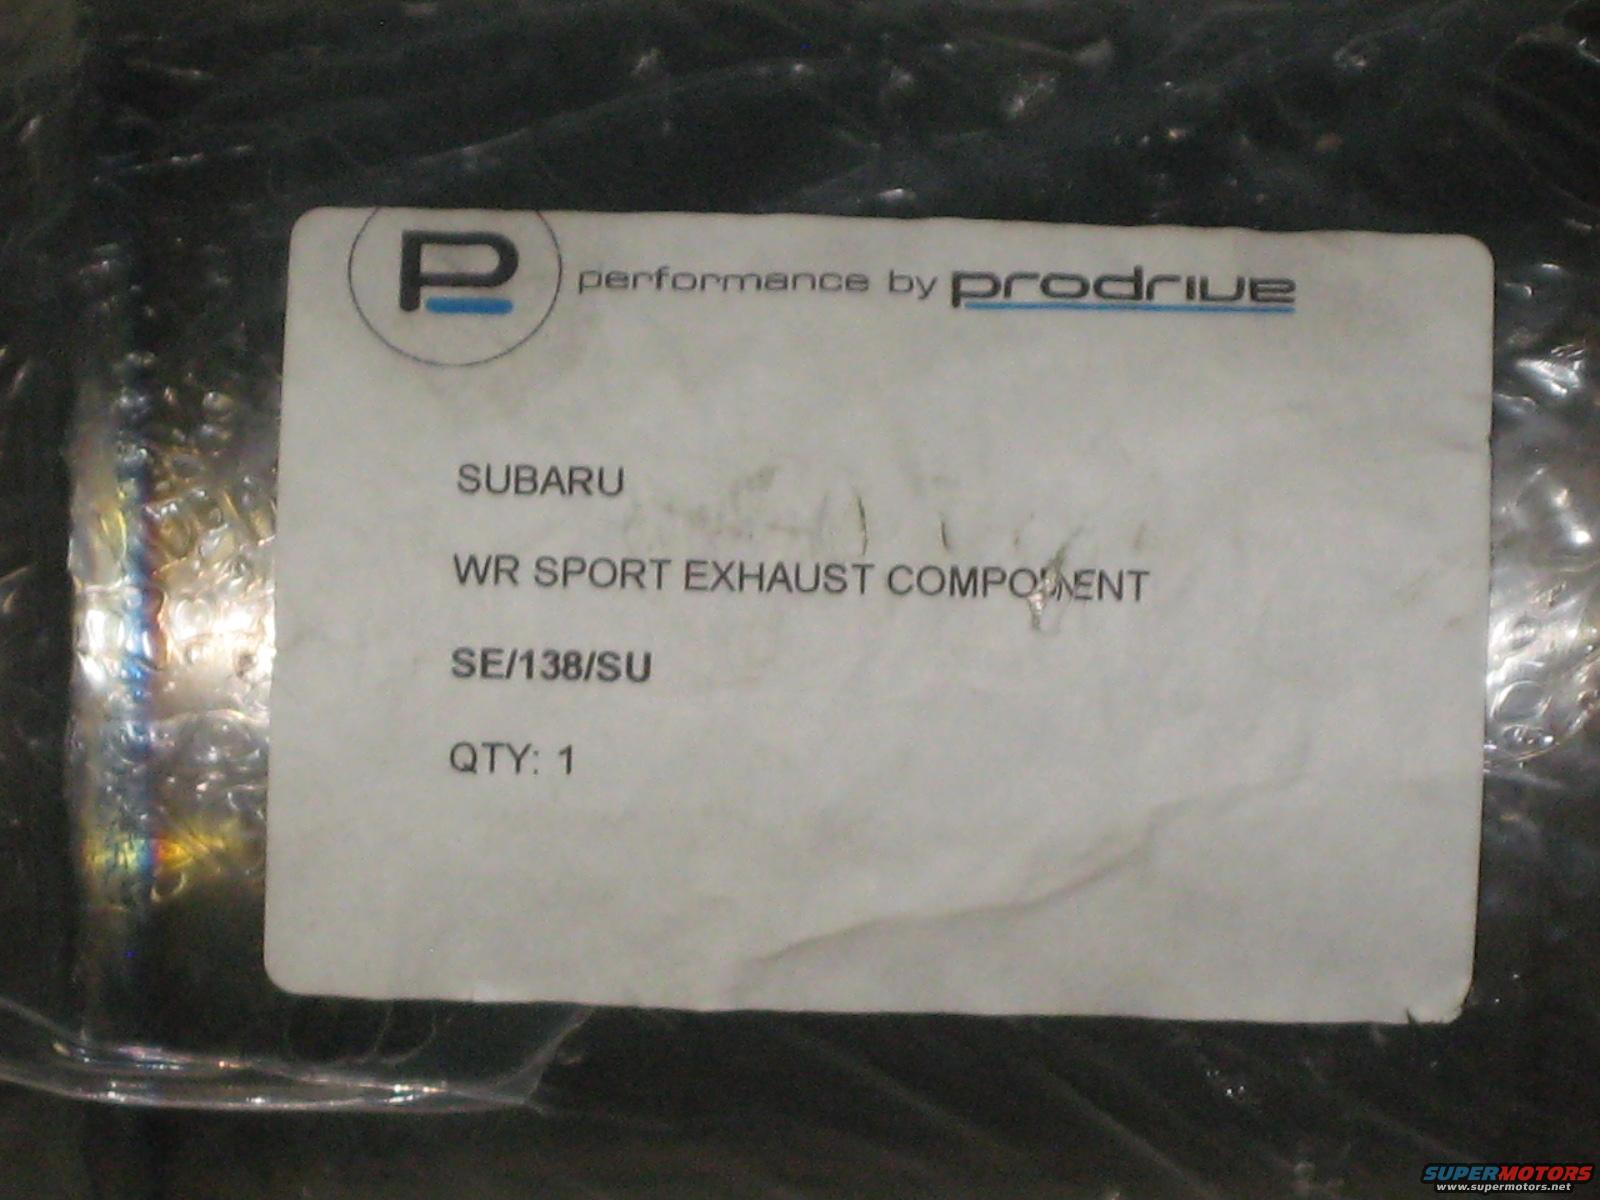 P performance by prodrive
SUBARU
WR SPORT EXHAUST COMPONENT
SE/138/SU
QTY: 1
SUPERMOTORS
www.supermotors.net